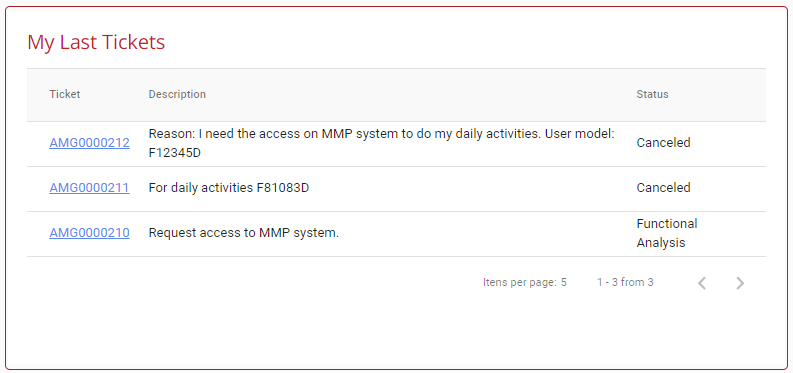 My Last Tickets
Ticket Description Status
AMG0000212 Reason: I need the access on MMP system to do my daily activities. User model: Canceled
F12345D
AMG0000211 For daily activities F81083D Canceled
AMG0000210 Request access to MMP system. Functional
Analysis
Itens per page: 5 1 - 3 from 3